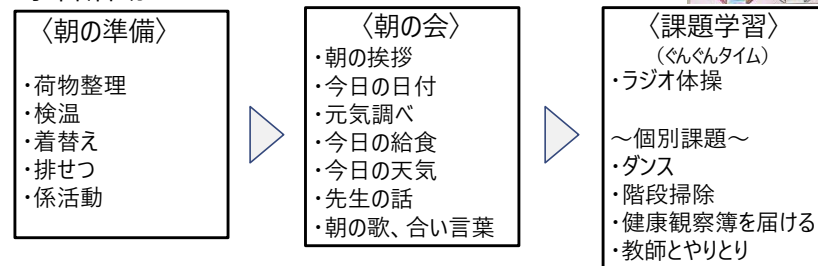 〈朝の準備〉
・荷物整理
・検温
・着替え
・排せつ
・係活動
〈朝の会〉
・朝の挨拶
・今日の日付
・元気調べ
・今日の給食
・今日の天気
・先生の話
・朝の歌、合い言葉
〈課題学習〉
（ぐんぐんタイム）
・ラジオ体操
～個別課題～
・ダンス
・階段掃除
・健康観察簿を届ける
・教師とやりとり